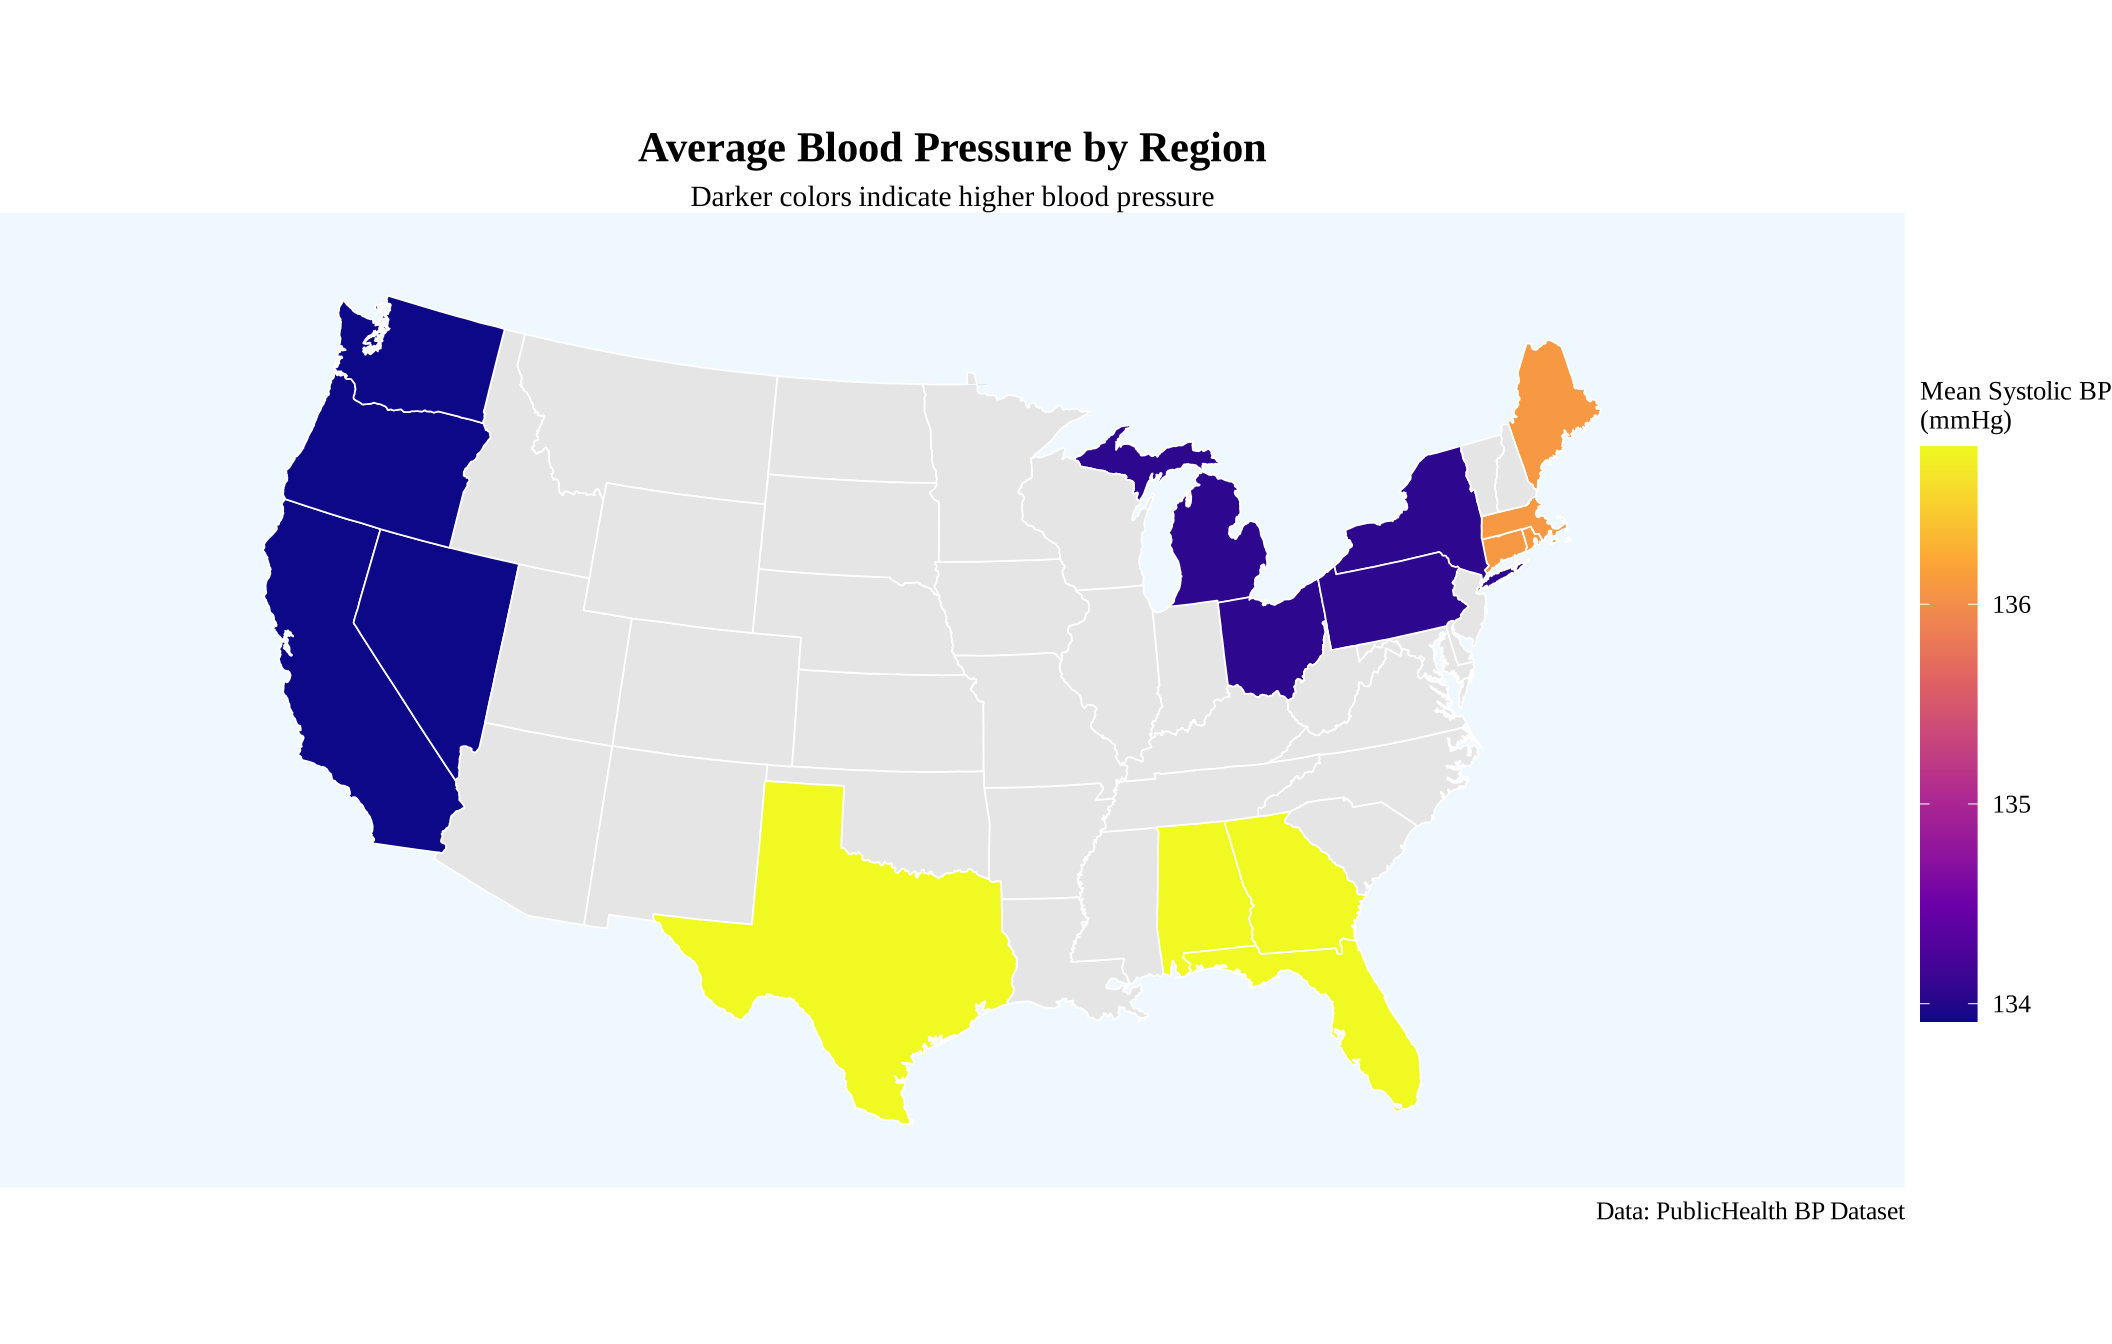 Average Blood Pressure by Region
Darker colors indicate higher blood pressure
Mean Systolic BP
(mmHg)
136
135
134
Data: PublicHealth BP Dataset